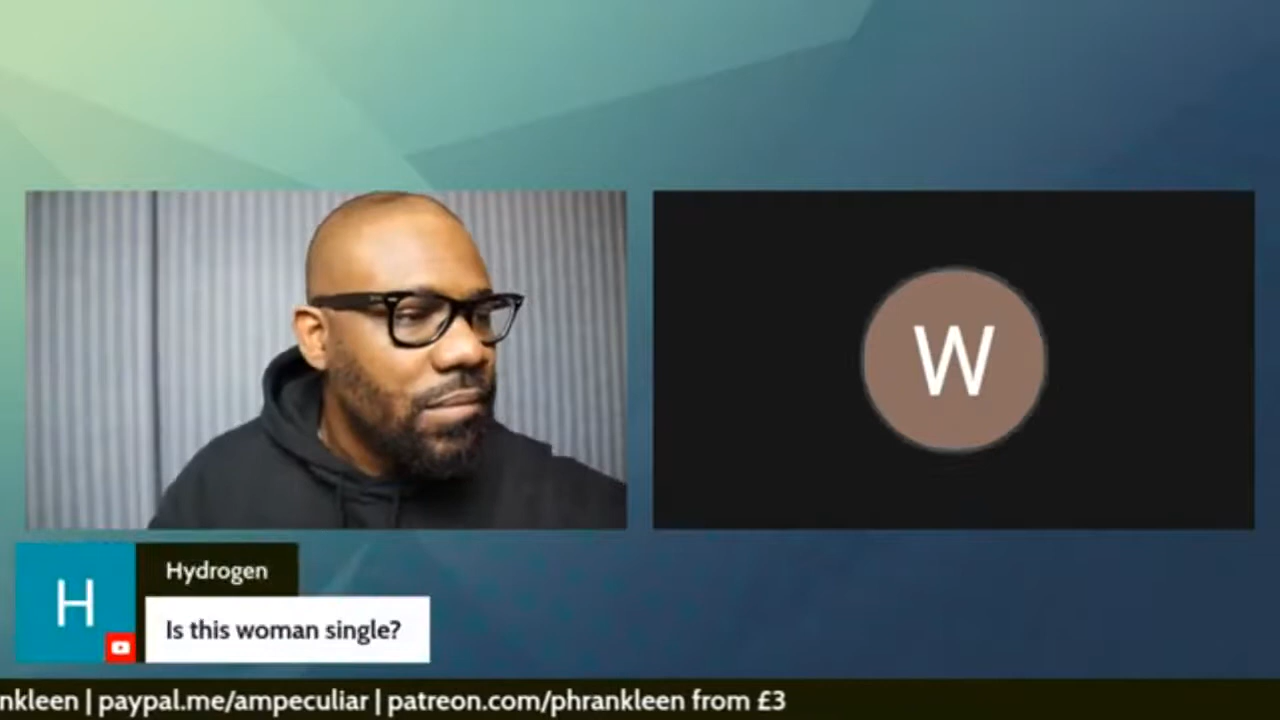 W
H
Hydrogen
Is this woman single?
nkleen | paypal.me/ampeculiar | patreon.com/phrankleen from £3